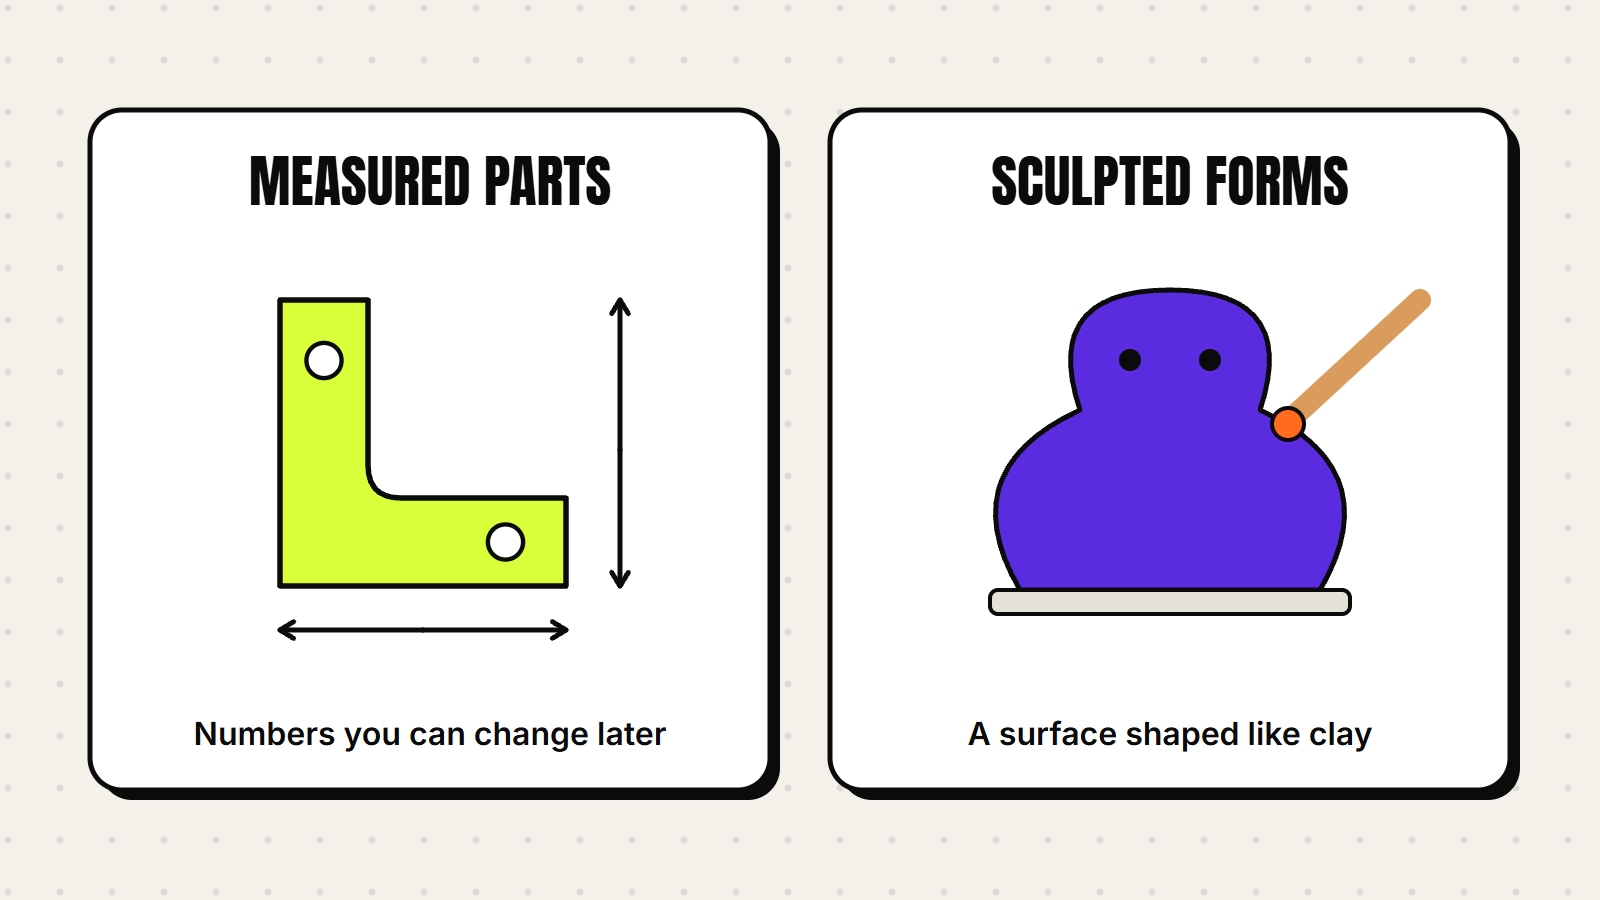 MEASURED PARTS
Numbers you can change later
SCULPTED FORMS
A surface shaped like clay